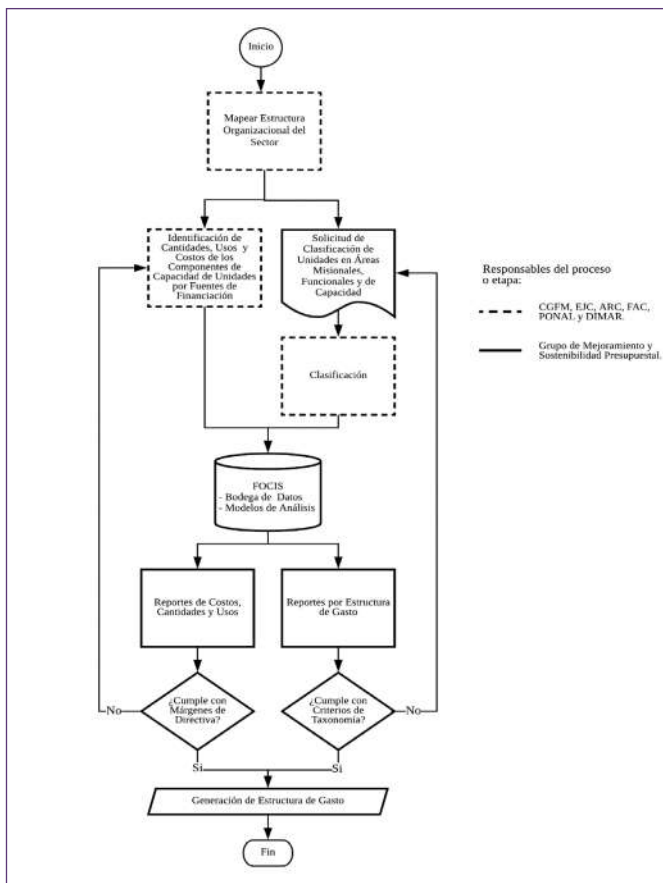 Inicio
Mapear Estructura
Organizacional del
Sector
Identificación de
Cantidades, Usos y
Costos de los
Componentes de
Capacidad de Unidades
por Fuentes de
Financiación
Solicitud de
Clasificación de
Unidades en Áreas
Misionales,
Funcionales y de
Capacidad
Clasificación
FOCIS
- Bodega de Datos
- Modelos de Análisis
Reportes de Costos,
Cantidades y Usos
Reportes por Estructura
de Gasto
¿Cumple con
Márgenes de
Directiva?
¿Cumple con
Criterios de
Taxonomía?
No
No
Si
Si
Generación de Estructura de Gasto
Fin
Responsables del proceso
o etapa:
CGFM, EJC, ARC, FAC,
PONAL y DIMAR.
Grupo de Mejoramiento y
Sostenibilidad Presupuestal.